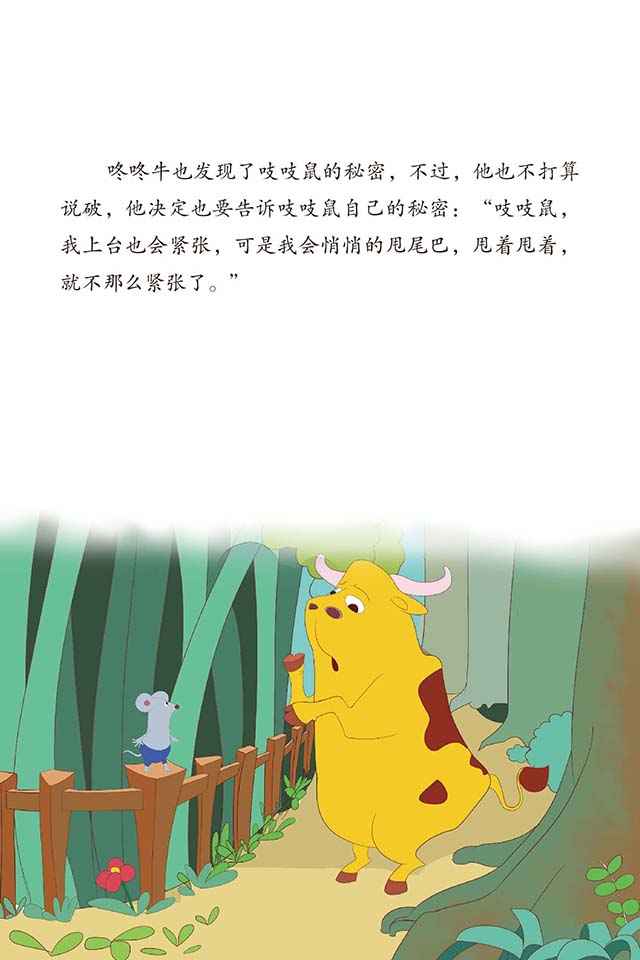 咚咚牛也发现了吱吱鼠的秘密，不过，他也不打算
说破，他决定也要告诉吱吱鼠自己的秘密：“吱吱鼠，
我上台也会紧张，可是我会悄悄的甩尾巴，甩着甩着，
就不那么紧张了。”